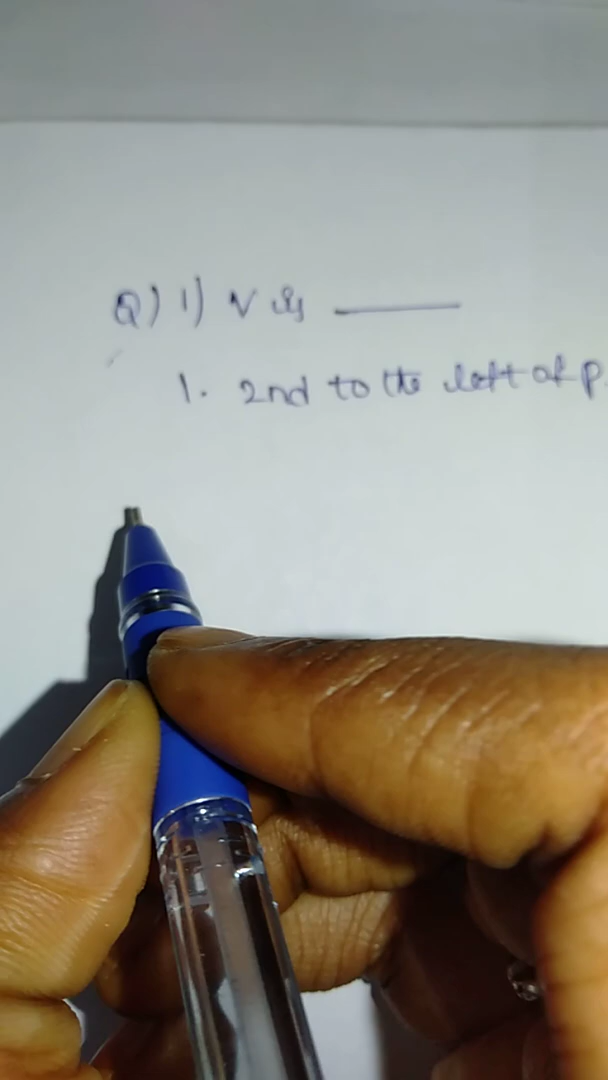 Q) 1) V is ______
1. 2nd to the left of P.